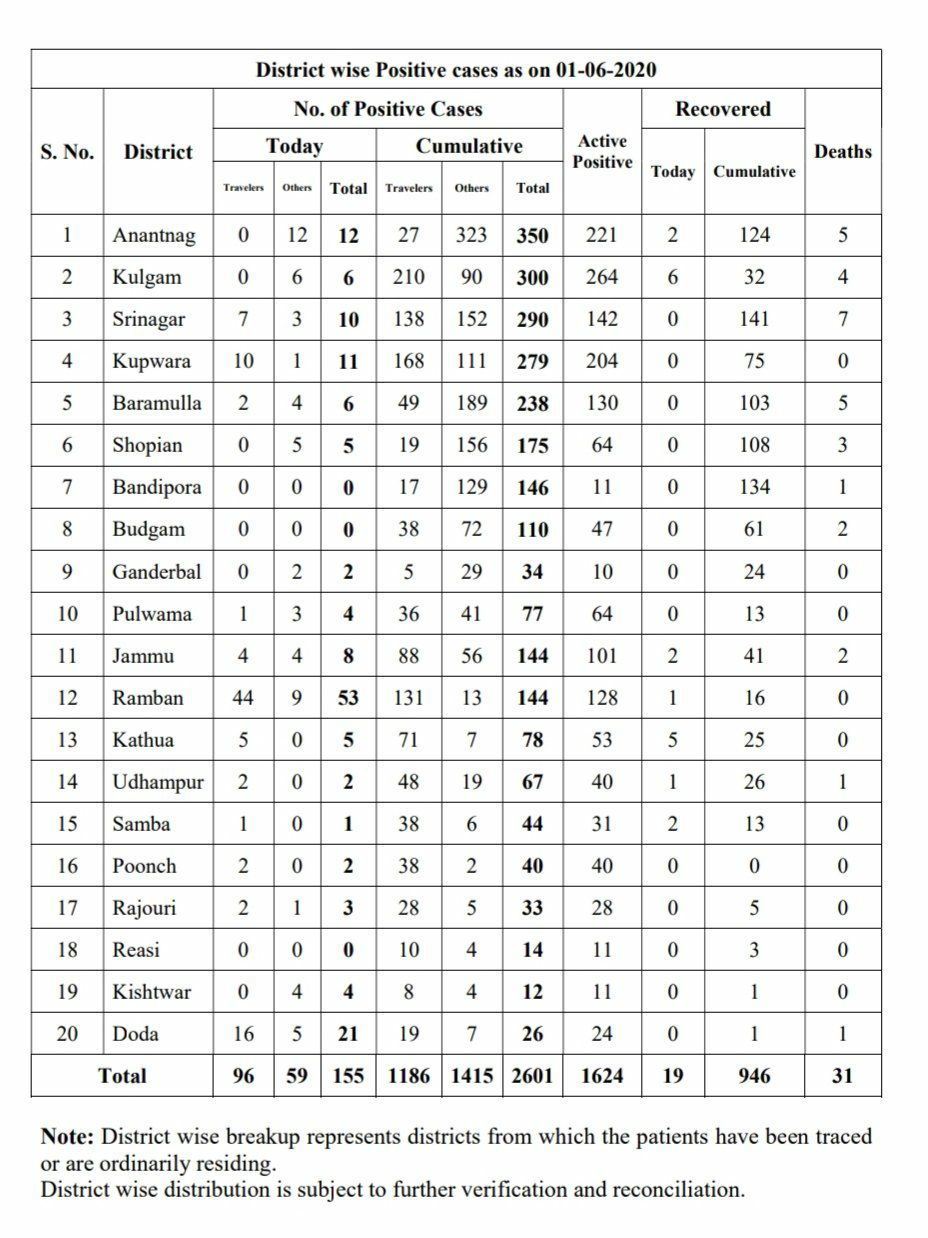 District wise Positive cases as on 01-06-2020
S. No. District No. of Positive Cases Active Positive Recovered Deaths
Today Cumulative Today Cumulative
Travelers Others Total Travelers Others Total
1 Anantnag 0 12 12 27 323 350 221 2 124 5
2 Kulgam 0 6 6 210 90 300 264 6 32 4
3 Srinagar 7 3 10 138 152 290 142 0 141 7
4 Kupwara 10 1 11 168 111 279 204 0 75 0
5 Baramulla 2 4 6 49 189 238 130 0 103 5
6 Shopian 0 5 5 19 156 175 64 0 108 3
7 Bandipora 0 0 0 17 129 146 11 0 134 1
8 Budgam 0 0 0 38 72 110 47 0 61 2
9 Ganderbal 0 2 2 5 29 34 10 0 24 0
10 Pulwama 1 3 4 36 41 77 64 0 13 0
11 Jammu 4 4 8 88 56 144 101 2 41 2
12 Ramban 44 9 53 131 13 144 128 1 16 0
13 Kathua 5 0 5 71 7 78 53 5 25 0
14 Udhampur 2 0 2 48 19 67 40 1 26 1
15 Samba 1 0 1 38 6 44 31 2 13 0
16 Poonch 2 0 2 38 2 40 40 0 0 0
17 Rajouri 2 1 3 28 5 33 28 0 5 0
18 Reasi 0 0 0 10 4 14 11 0 3 0
19 Kishtwar 0 4 4 8 4 12 11 0 1 0
20 Doda 16 5 21 19 7 26 24 0 1 1
Total 96 59 155 1186 1415 2601 1624 19 946 31
Note: District wise breakup represents districts from which the patients have been traced
or are ordinarily residing.
District wise distribution is subject to further verification and reconciliation.